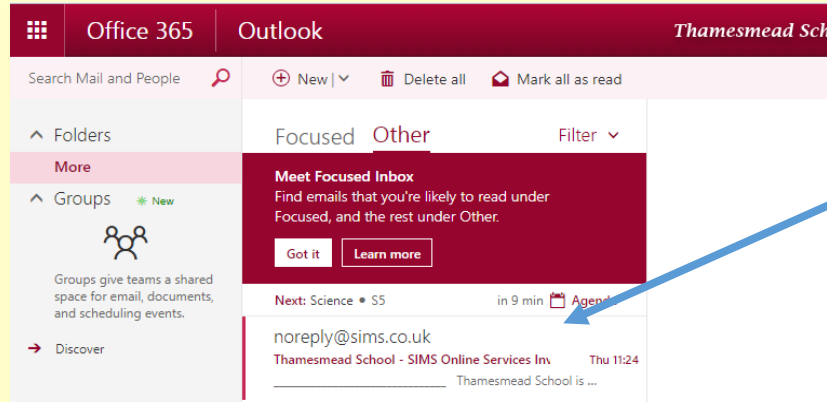 Office 365 Outlook Thamesmead Sch
Search Mail and People New Delete all Mark all as read
Folders
More
Groups New
Groups give teams a shared
space for email, documents,
and scheduling events.
Discover
Focused Other Filter
Meet Focused Inbox
Find emails that you're likely to read under
Focused, and the rest under Other.
Got it Learn more
Next: Science • S5 in 9 min Agenda
noreply@sims.co.uk
Thamesmead School - SIMS Online Services Inv Thu 11:24
____________________________ Thamesmead School is ...